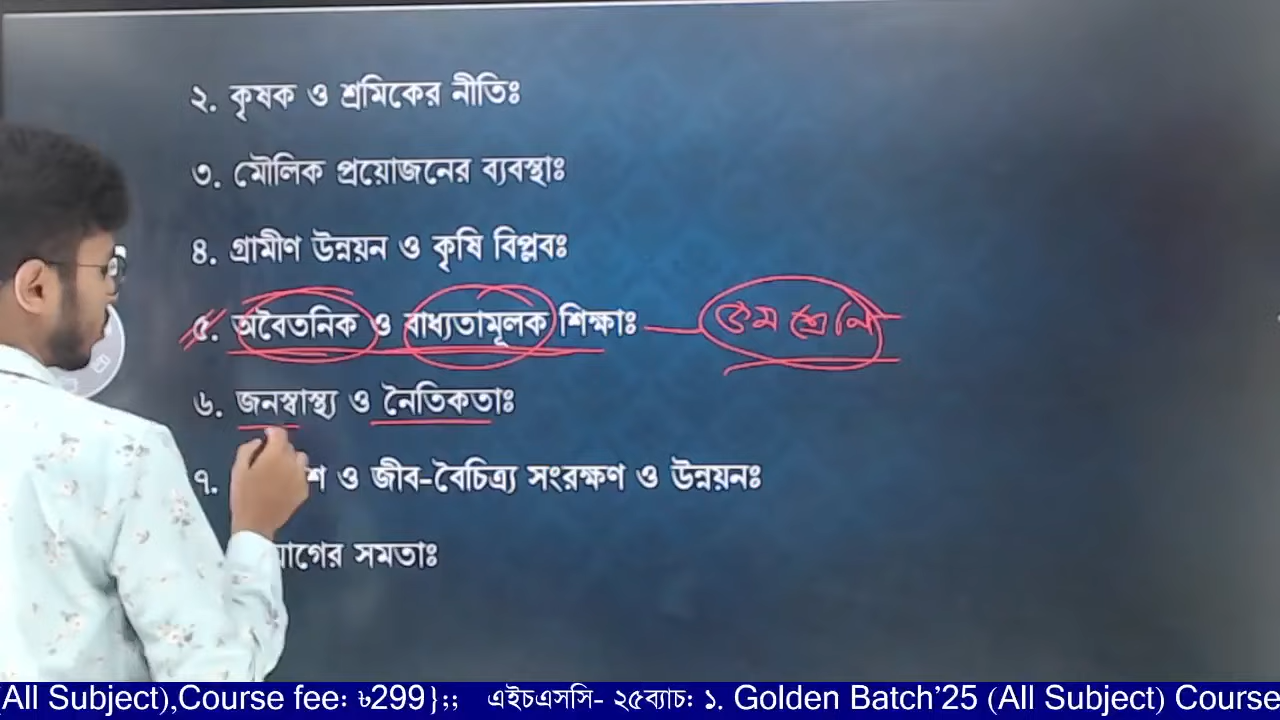 ২. কৃষক ও শ্রমিকের নীতিঃ
৩. মৌলিক প্রয়োজনের ব্যবস্থাঃ
৪. গ্রামীণ উন্নয়ন ও কৃষি বিপ্লবঃ
৫. অবৈতনিক ও বাধ্যতামূলক শিক্ষাঃ ৫ম শ্রেনি
৬. জনস্বাস্থ্য ও নৈতিকতাঃ
৭. ও জীব-বৈচিত্র্য সংরক্ষণ ও উন্নয়নঃ
সমতাঃ
(All Subject),Course fee: ৳299};; এইচএসসি- ২৫ব্যাচ: ১. Golden Batch’25 (All Subject) Course